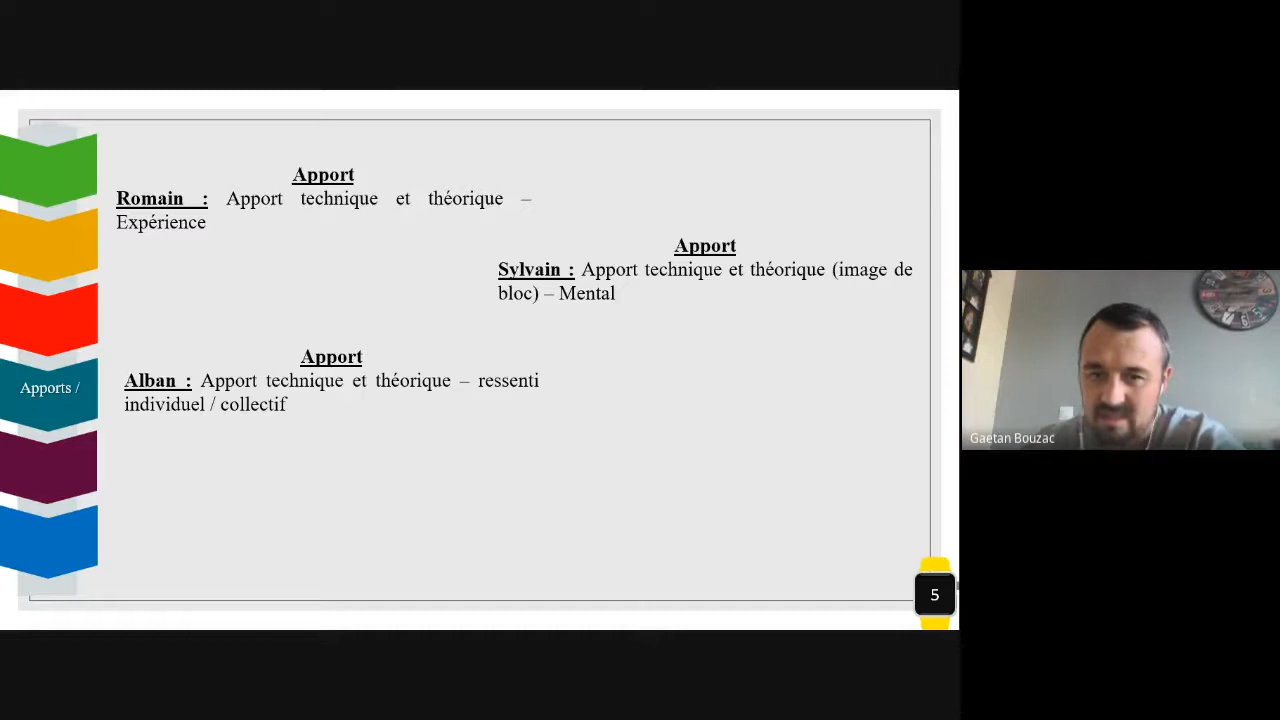 Apport
Romain : Apport technique et théorique –
Expérience
Apport
Sylvain : Apport technique et théorique (image de
bloc) – Mental
Apport
Alban : Apport technique et théorique – ressenti
individuel / collectif
Apports /
5
Gaetan Bouzac